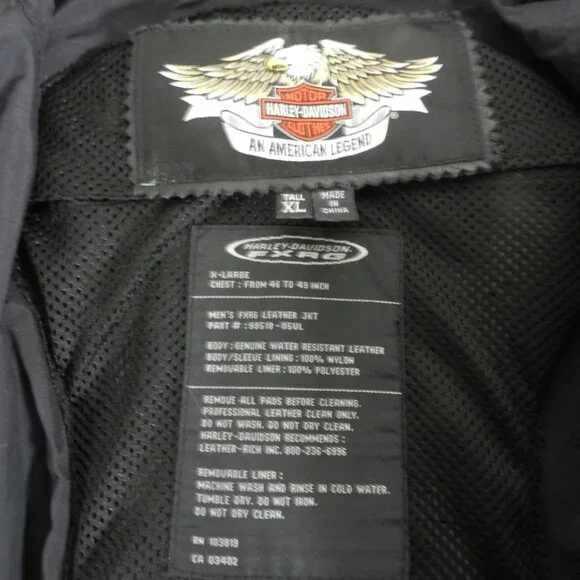 MOTOR
HARLEY-DAVIDSON
CLOTHES
®
AN AMERICAN LEGEND
TALL
XL
MADE
IN
CHINA
HARLEY-DAVIDSON
FXRG
X-LARGE
CHEST : FROM 46 TO 49 INCH
MEN'S FXRG LEATHER JKT
PART # : 98518-05VL
BODY : GENUINE WATER RESISTANT LEATHER
BODY/SLEEVE LINING : 100% NYLON
REMOVABLE LINER : 100% POLYESTER
REMOVE ALL PADS BEFORE CLEANING.
PROFESSIONAL LEATHER CLEAN ONLY.
DO NOT WASH. DO NOT DRY CLEAN.
HARLEY-DAVIDSON RECOMMENDS :
LEATHER-RICH INC. 800-236-6996
REMOVABLE LINER :
MACHINE WASH AND RINSE IN COLD WATER.
TUMBLE DRY. DO NOT IRON.
DO NOT DRY CLEAN.
RN 103819
CA 03402